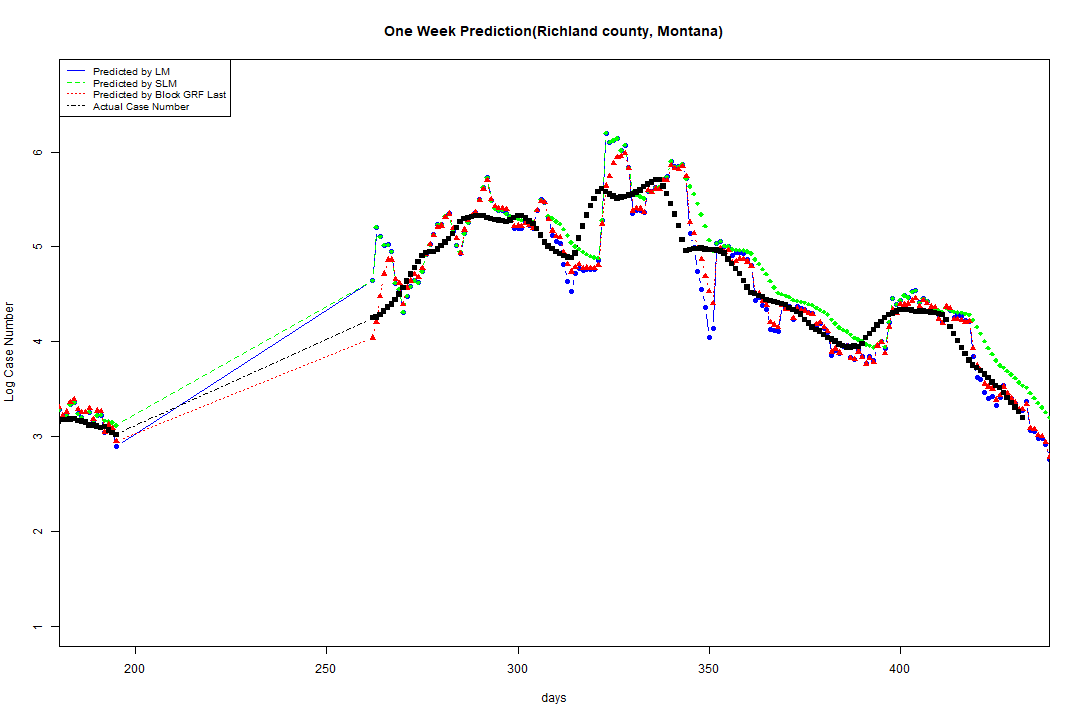 One Week Prediction(Richland county, Montana)
Predicted by LM
Predicted by SLM
Predicted by Block GRF Last
Actual Case Number
6
5
4
3
2
1
Log Case Number
200 250 300 350 400
days